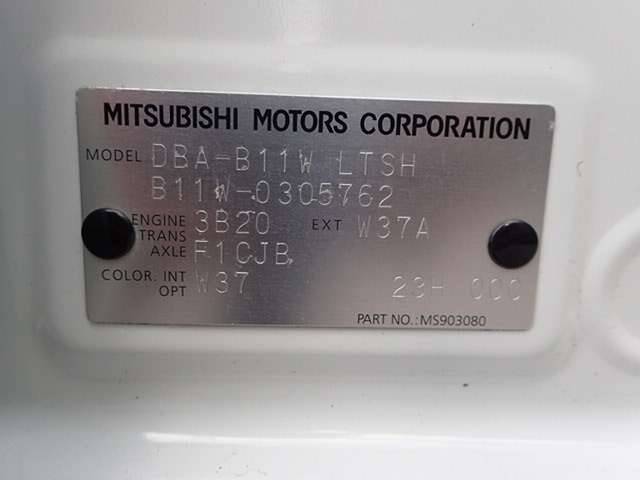 MITSUBISHI MOTORS CORPORATION
MODEL DBA-B11W LTSH
B11W-0305762
ENGINE 3B20 EXT W37A
TRANS
AXLE F1CJB
COLOR. INT W37
OPT 23H 000
PART NO.: MS903080